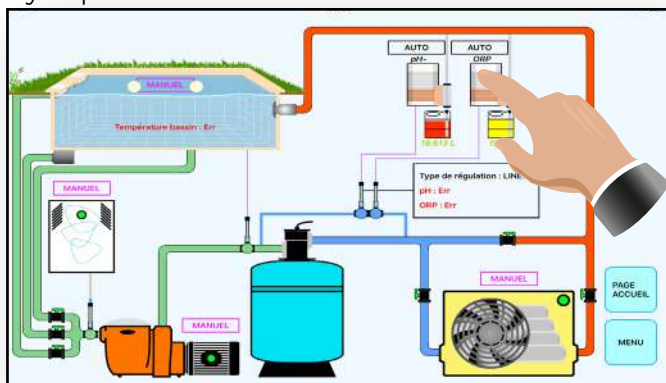 AUTO
AUTO
pH-
ORP
MANUEL
Température bassin : Err
18.612 L
MANUEL
Type de régulation : LINE
pH : Err
ORP : Err
MANUEL
PAGE
ACCUEIL
MANUEL
MENU